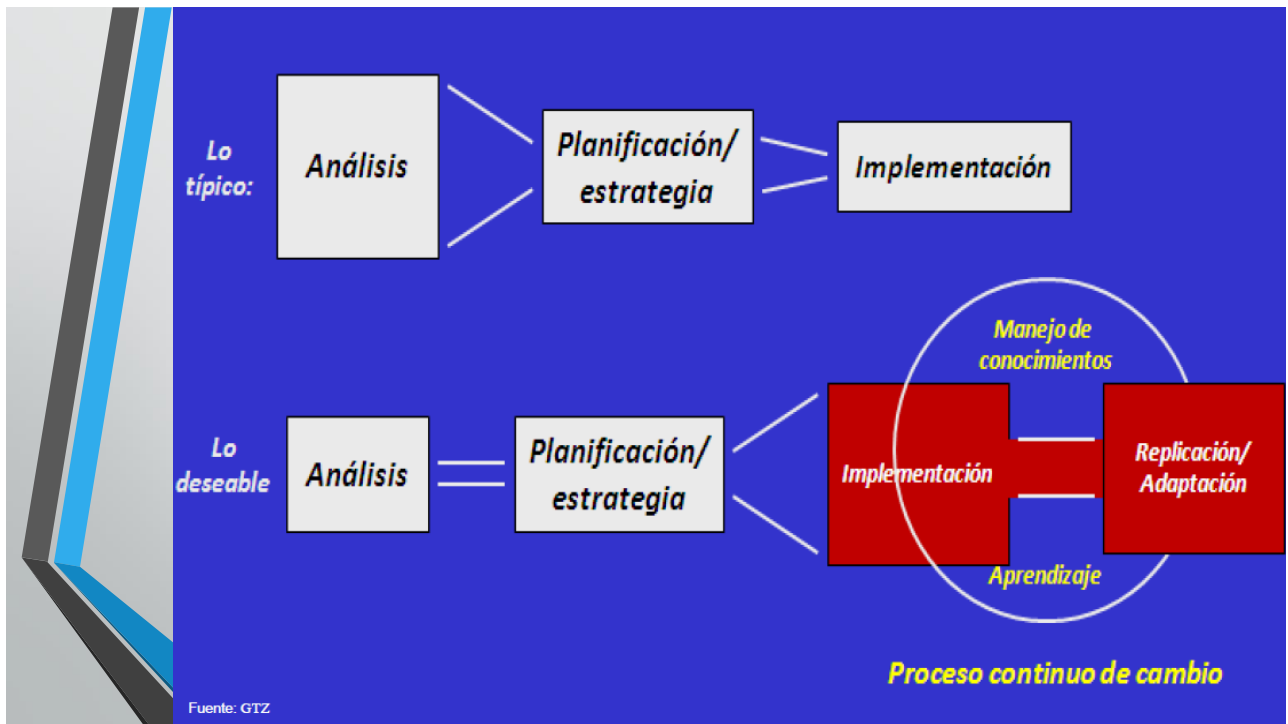 Lo
típico:
Análisis
Planificación/
estrategia
Implementación
Lo
deseable
Análisis
Planificación/
estrategia
Implementación
Manejo de
conocimientos
Replicación/
Adaptación
Aprendizaje
Proceso continuo de cambio
Fuente: GTZ